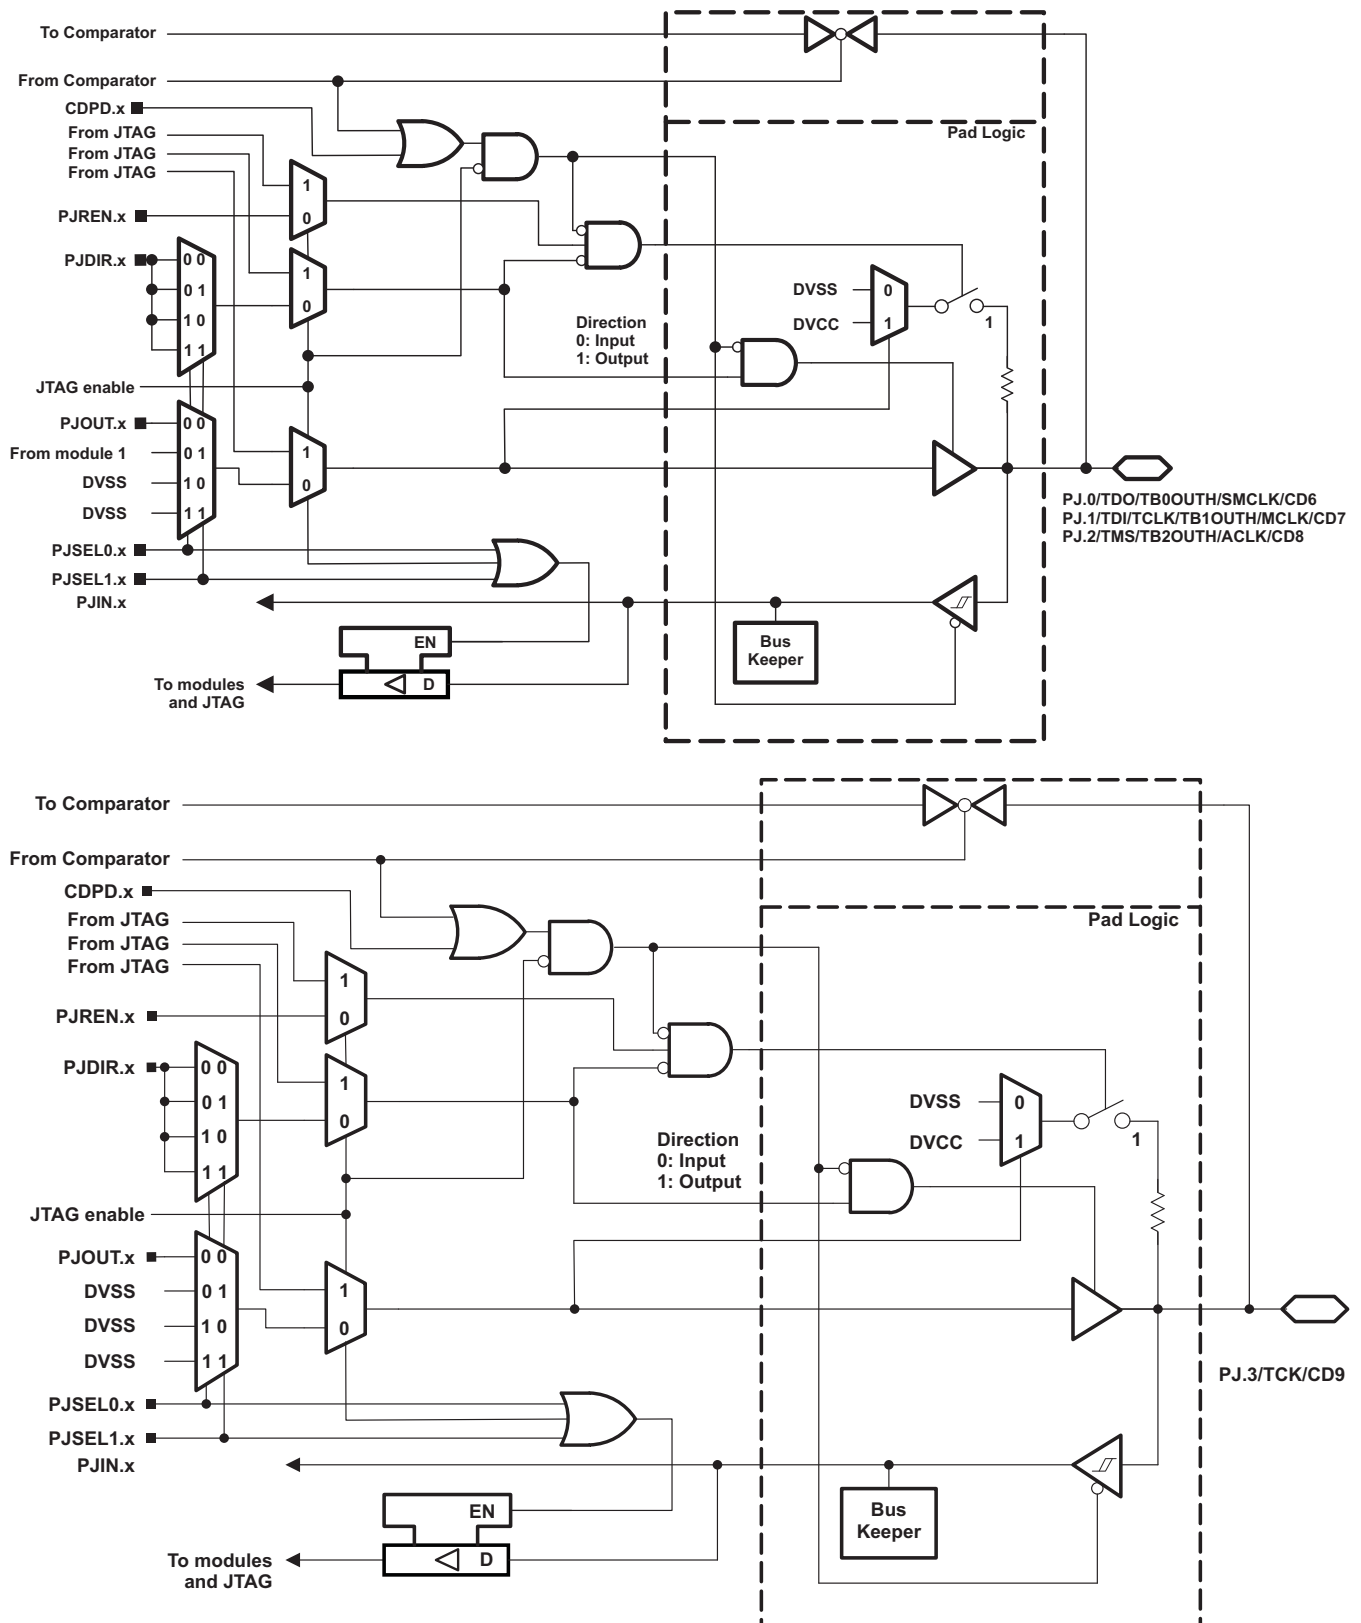 To Comparator
From Comparator
CDPD.x
From JTAG
From JTAG
From JTAG
Pad Logic
1
0
PJREN.x
PJDIR.x
0 0
0 1
1 0
1 1
1
0
DVSS
DVCC
0
1
1
Direction
0: Input
1: Output
JTAG enable
PJOUT.x
From module 1
DVSS
DVSS
0 0
0 1
1 0
1 1
1
0
PJ.0/TDO/TB0OUTH/SMCLK/CD6
PJ.1/TDI/TCLK/TB1OUTH/MCLK/CD7
PJ.2/TMS/TB2OUTH/ACLK/CD8
PJSEL0.x
PJSEL1.x
PJIN.x
EN
D
To modules
and JTAG
Bus
Keeper
To Comparator
From Comparator
CDPD.x
From JTAG
From JTAG
From JTAG
Pad Logic
1
0
PJREN.x
PJDIR.x
0 0
0 1
1 0
1 1
1
0
DVSS
DVCC
0
1
1
Direction
0: Input
1: Output
JTAG enable
PJOUT.x
DVSS
DVSS
DVSS
0 0
0 1
1 0
1 1
1
0
PJ.3/TCK/CD9
PJSEL0.x
PJSEL1.x
PJIN.x
EN
D
To modules
and JTAG
Bus
Keeper